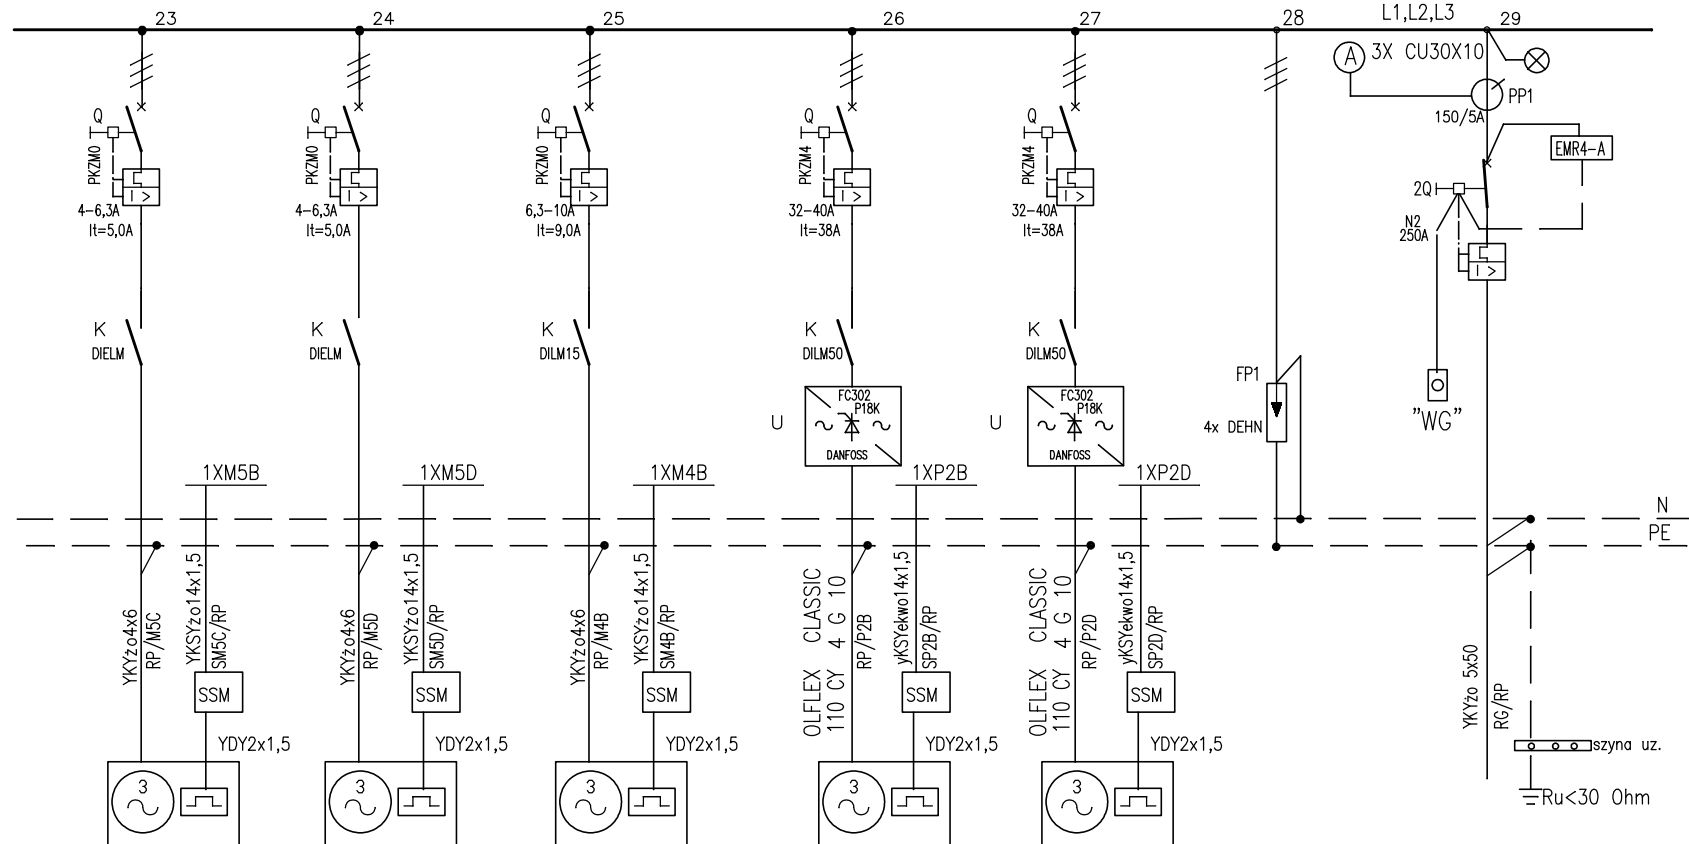 23
24
25
26
27
28
L1,L2,L3
29
A
3X CU30X10
PP1
150/5A
EMR4-A
2Q
N2
250A
"WG"
Q
PKZM0
I >
4-6,3A
It=5,0A
Q
PKZM0
I >
4-6,3A
It=5,0A
Q
PKZM0
I >
6,3-10A
It=9,0A
Q
PKZM4
I >
32-40A
It=38A
Q
PKZM4
I >
32-40A
It=38A
I >
K
DIELM
K
DIELM
K
DILM15
K
DILM50
K
DILM50
U
FC302
P18K
DANFOSS
U
FC302
P18K
DANFOSS
FP1
4x DEHN
1XM5B
1XM5D
1XM4B
1XP2B
1XP2D
N
PE
YKYżo4x6
RP/M5C
YKSYżo14x1,5
SM5C/RP
YKYżo4x6
RP/M5D
YKSYżo14x1,5
SM5D/RP
YKYżo4x6
RP/M4B
YKSYżo14x1,5
SM4B/RP
OLFLEX CLASSIC
110 CY 4 G 10
RP/P2B
yKSYekwo14x1,5
SP2B/RP
OLFLEX CLASSIC
110 CY 4 G 10
RP/P2D
yKSYekwo14x1,5
SP2D/RP
YKYżo 5x50
RG/RP
SSM
SSM
SSM
SSM
SSM
YDY2x1,5
YDY2x1,5
YDY2x1,5
YDY2x1,5
YDY2x1,5
szyna uz.
3
3
3
3
3
Ru<30 Ohm